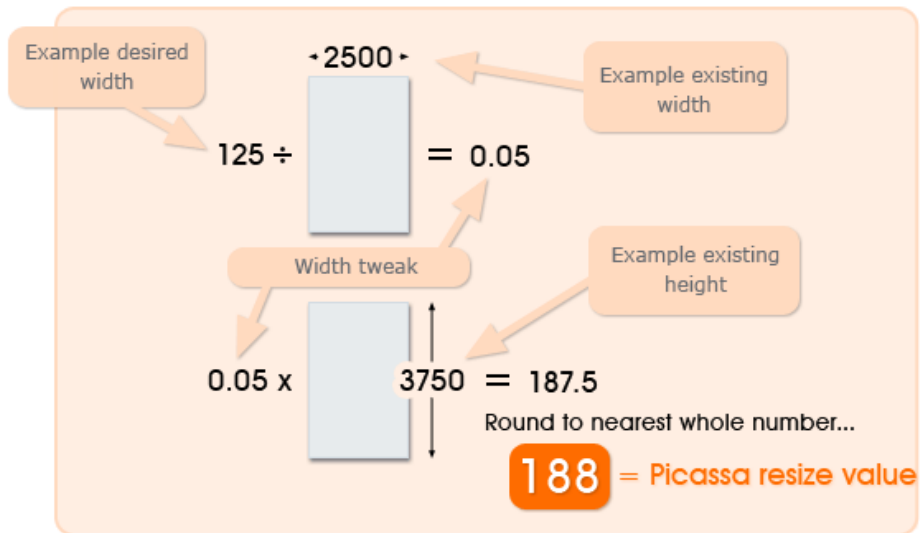 Example desired
width
2500
Example existing
width
125 ÷
= 0.05
Width tweak
Example existing
height
0.05 x
3750 = 187.5
Round to nearest whole number...
188 = Picassa resize value